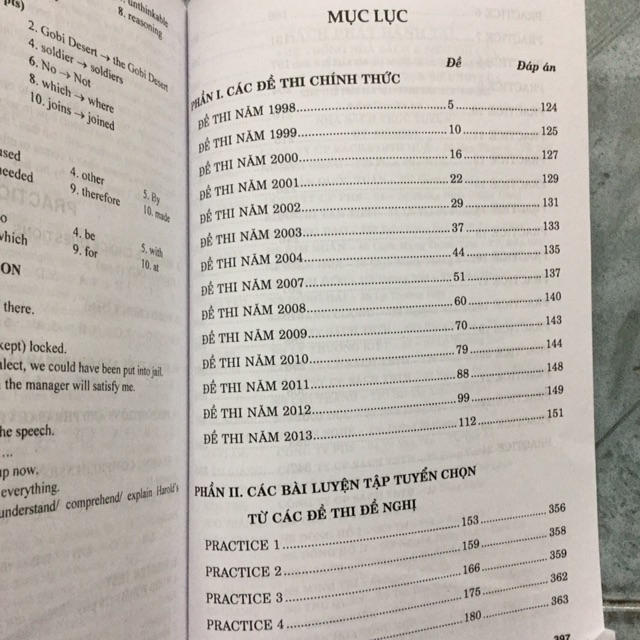 pts)
unthinkable
8. reasoning
2. Gobi Desert → the Gobi Desert
4. soldier → soldiers
6. No → Not
8. which → where
10. joins → joined
4. other
5. By
9. therefore
10. made
4. be
5. with
9. for
10. at
there.
locked.
we could have been put into jail.
the manager will satisfy me.
speech.
...
now.
everything.
understand/ comprehend/ explain Harold's
MỤC LỤC
Đề Đáp án
PHẦN I. CÁC ĐỀ THI CHÍNH THỨC
ĐỀ THI NĂM 1998 5 124
ĐỀ THI NĂM 1999 10 125
ĐỀ THI NĂM 2000 16 127
ĐỀ THI NĂM 2001 22 129
ĐỀ THI NĂM 2002 29 131
ĐỀ THI NĂM 2003 37 133
ĐỀ THI NĂM 2004 44 135
ĐỀ THI NĂM 2007 51 137
ĐỀ THI NĂM 2008 60 140
ĐỀ THI NĂM 2009 70 143
ĐỀ THI NĂM 2010 79 144
ĐỀ THI NĂM 2011 88 148
ĐỀ THI NĂM 2012 99 149
ĐỀ THI NĂM 2013 112 151
PHẦN II. CÁC BÀI LUYỆN TẬP TUYỂN CHỌN
TỪ CÁC ĐỀ THI ĐỀ NGHỊ
PRACTICE 1 153 356
PRACTICE 2 159 358
PRACTICE 3 166 359
PRACTICE 4 175 362
180 363